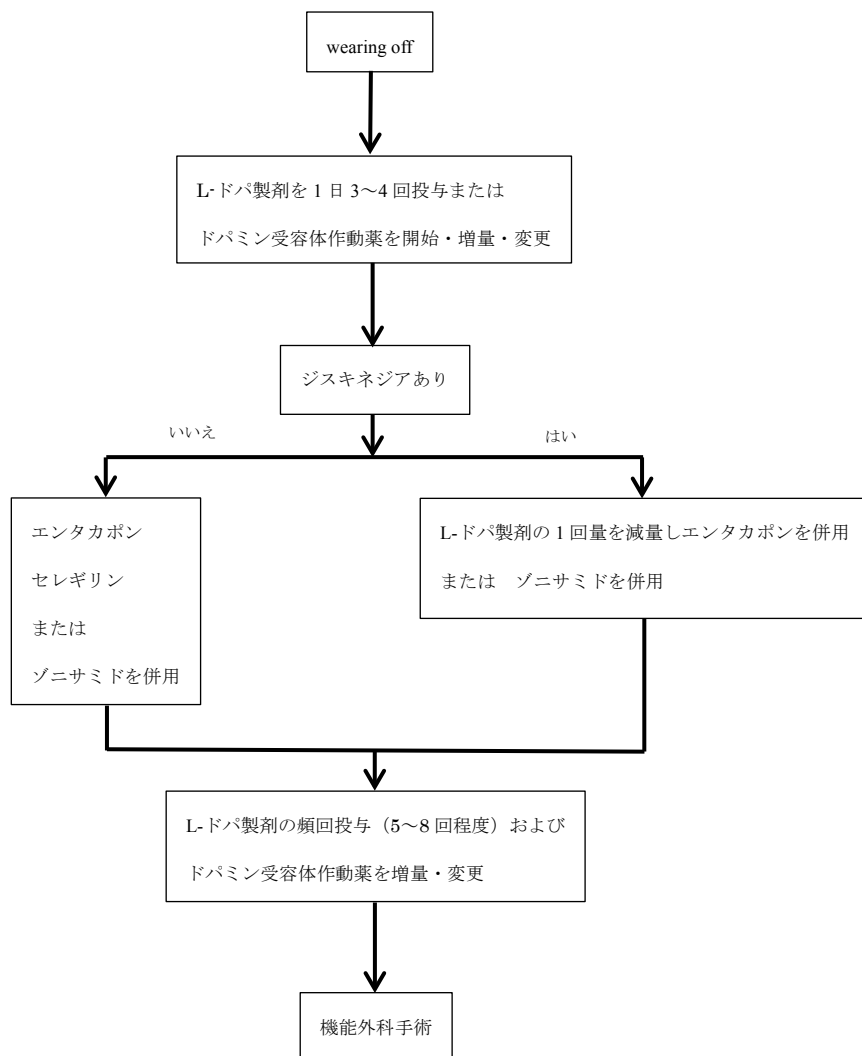 wearing off
L-ドパ製剤を1日3〜4回投与または
ドパミン受容体作動薬を開始・増量・変更
ジスキネジアあり
いいえ
はい
エンタカポン
セレギリン
または
ゾニサミドを併用
L-ドパ製剤の1回量を減量しエンタカポンを併用
または　ゾニサミドを併用
L-ドパ製剤の頻回投与（5〜8回程度）および
ドパミン受容体作動薬を増量・変更
機能外科手術